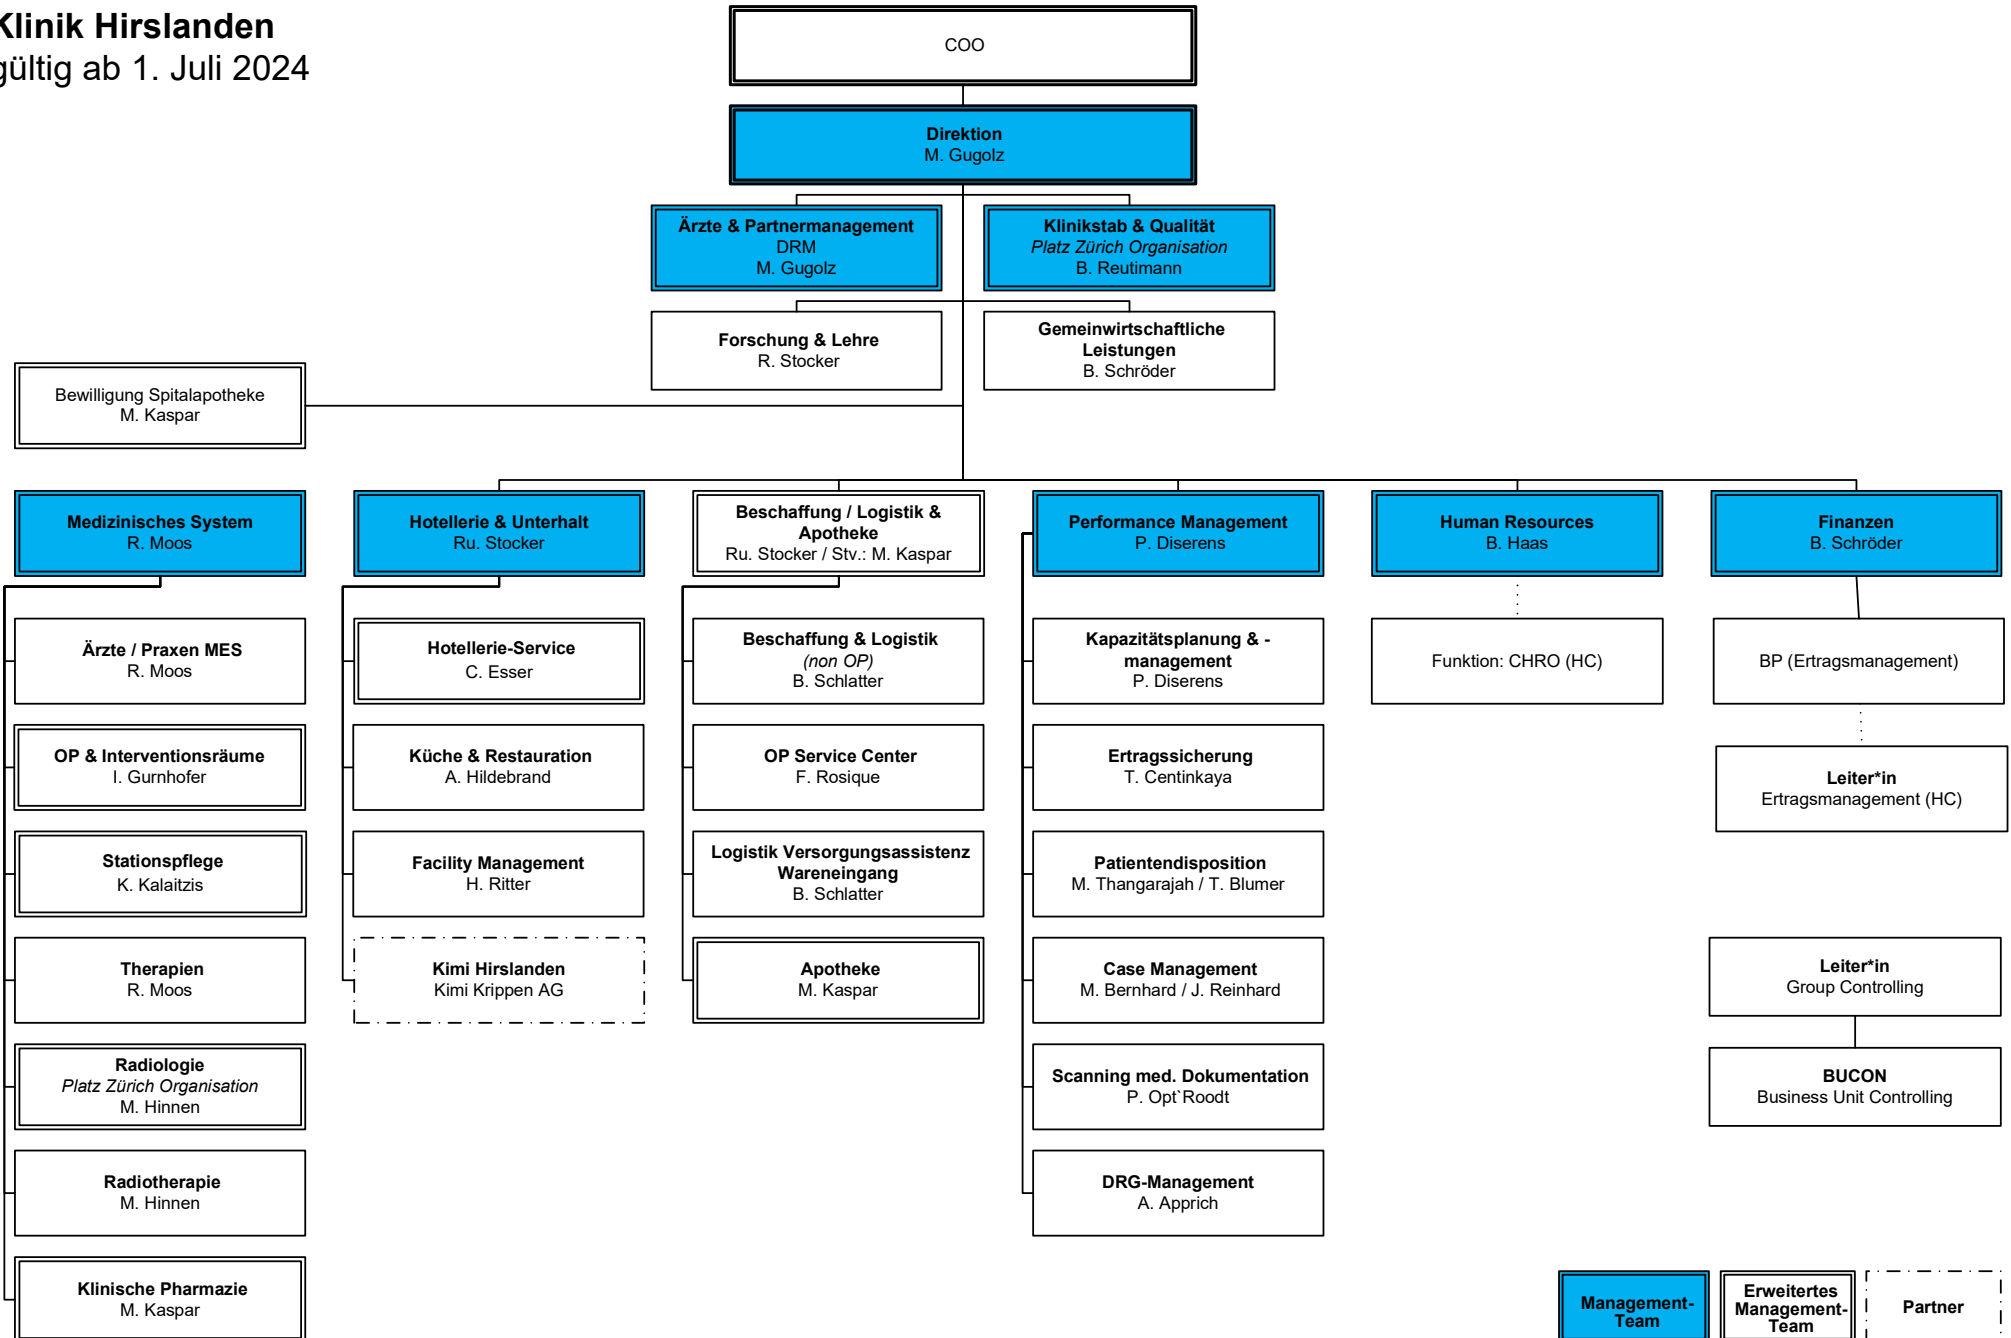 Klinik Hirslanden
gültig ab 1. Juli 2024
COO
Direktion
M. Gugolz
Ärzte & Partnermanagement
DRM
M. Gugolz
Klinikstab & Qualität
Platz Zürich Organisation
B. Reutimann
Forschung & Lehre
R. Stocker
Gemeinwirtschaftliche
Leistungen
B. Schröder
Bewilligung Spitalapotheke
M. Kaspar
Medizinisches System
R. Moos
Hotellerie & Unterhalt
Ru. Stocker
Beschaffung / Logistik &
Apotheke
Ru. Stocker / Stv.: M. Kaspar
Performance Management
P. Diserens
Human Resources
B. Haas
Finanzen
B. Schröder
Ärzte / Praxen MES
R. Moos
OP & Interventionsräume
I. Gurnhofer
Stationspflege
K. Kalaitzis
Therapien
R. Moos
Radiologie
Platz Zürich Organisation
M. Hinnen
Radiotherapie
M. Hinnen
Klinische Pharmazie
M. Kaspar
Hotellerie-Service
C. Esser
Küche & Restauration
A. Hildebrand
Facility Management
H. Ritter
Kimi Hirslanden
Kimi Krippen AG
Beschaffung & Logistik
(non OP)
B. Schlatter
OP Service Center
F. Rosique
Logistik Versorgungsassistenz
Wareneingang
B. Schlatter
Apotheke
M. Kaspar
Kapazitätsplanung & -
management
P. Diserens
Ertragssicherung
T. Centinkaya
Patientendisposition
M. Thangarajah / T. Blumer
Case Management
M. Bernhard / J. Reinhard
Scanning med. Dokumentation
P. Opt`Roodt
DRG-Management
A. Apprich
Funktion: CHRO (HC)
BP (Ertragsmanagement)
Leiter*in
Ertragsmanagement (HC)
Leiter*in
Group Controlling
BUCON
Business Unit Controlling
Management-
Team
Erweitertes
Management-
Team
Partner